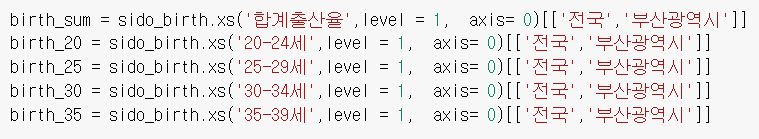 birth_sum = sido_birth.xs('합계출산율',level = 1,  axis= 0)[['전국','부산광역시']]
birth_20 = sido_birth.xs('20-24세',level = 1,  axis= 0)[['전국','부산광역시']]
birth_25 = sido_birth.xs('25-29세',level = 1,  axis= 0)[['전국','부산광역시']]
birth_30 = sido_birth.xs('30-34세',level = 1,  axis= 0)[['전국','부산광역시']]
birth_35 = sido_birth.xs('35-39세',level = 1,  axis= 0)[['전국','부산광역시']]